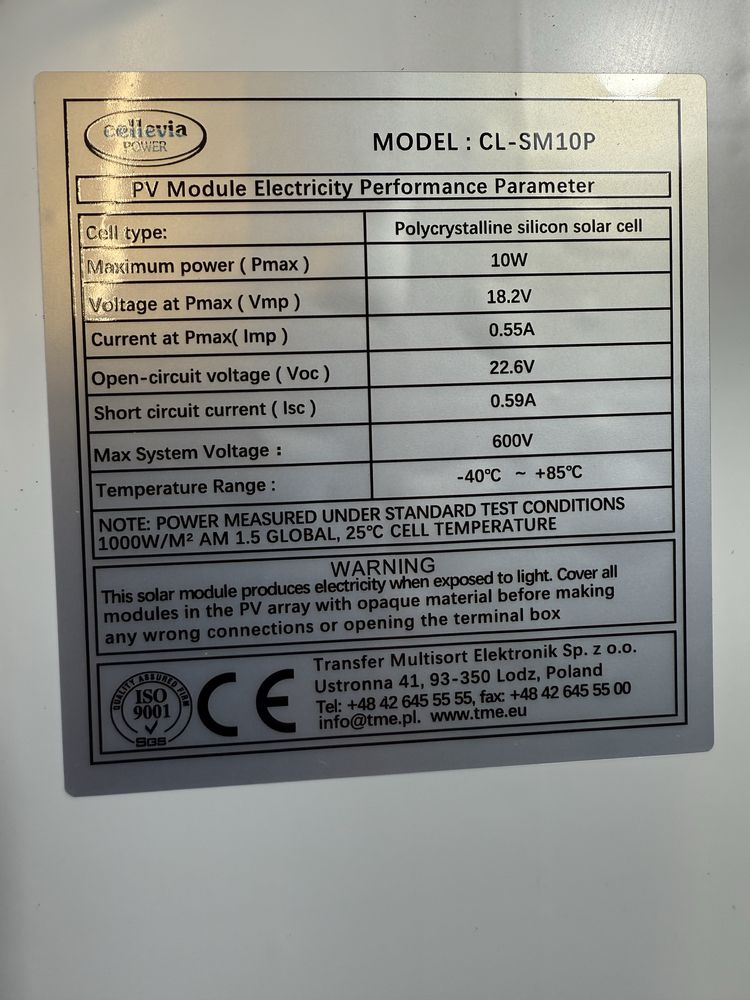 cellevia
POWER
MODEL : CL-SM10P
PV Module Electricity Performance Parameter
Cell type: Polycrystalline silicon solar cell
Maximum power ( Pmax ) 10W
Voltage at Pmax ( Vmp ) 18.2V
Current at Pmax( Imp ) 0.55A
Open-circuit voltage ( Voc ) 22.6V
Short circuit current ( Isc ) 0.59A
Max System Voltage : 600V
Temperature Range : -40℃ ~ +85℃
NOTE: POWER MEASURED UNDER STANDARD TEST CONDITIONS
1000W/M² AM 1.5 GLOBAL, 25℃ CELL TEMPERATURE
WARNING
This solar module produces electricity when exposed to light. Cover all
modules in the PV array with opaque material before making
any wrong connections or opening the terminal box
QUALITY ASSURED FIRM
ISO
9001
SGS
CE
Transfer Multisort Elektronik Sp. z o.o.
Ustronna 41, 93-350 Lodz, Poland
Tel: +48 42 645 55 55, fax: +48 42 645 55 00
info@tme.pl. www.tme.eu